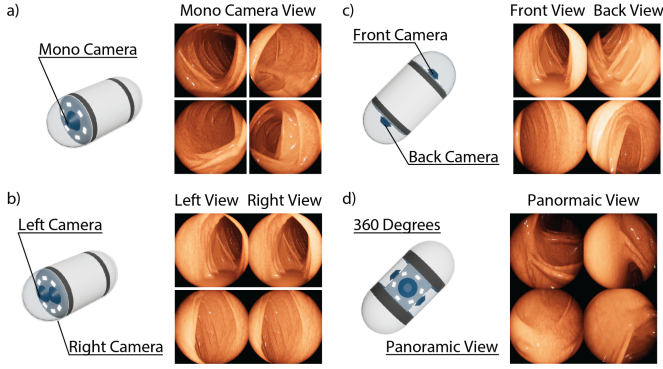 a)
Mono Camera View
Mono Camera
c)
Front View Back View
Front Camera
Back Camera
b)
Left View Right View
Left Camera
Right Camera
d)
Panormaic View
360 Degrees
Panoramic View